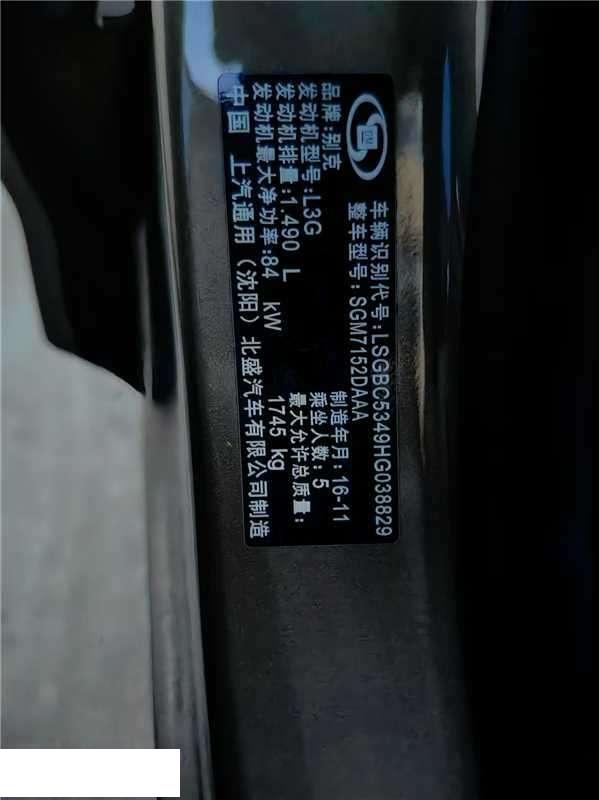 车辆识别代号:LSGBC5349HG038829
整车型号:SGM7152DAAA
品牌:别克 制造年月:16-11
发动机型号:L3G 乘坐人数:5
发动机排量:1.490 L 最大允许总质量:
发动机最大净功率:84 kW 1745 kg
中国 上汽通用(沈阳)北盛汽车有限公司制造